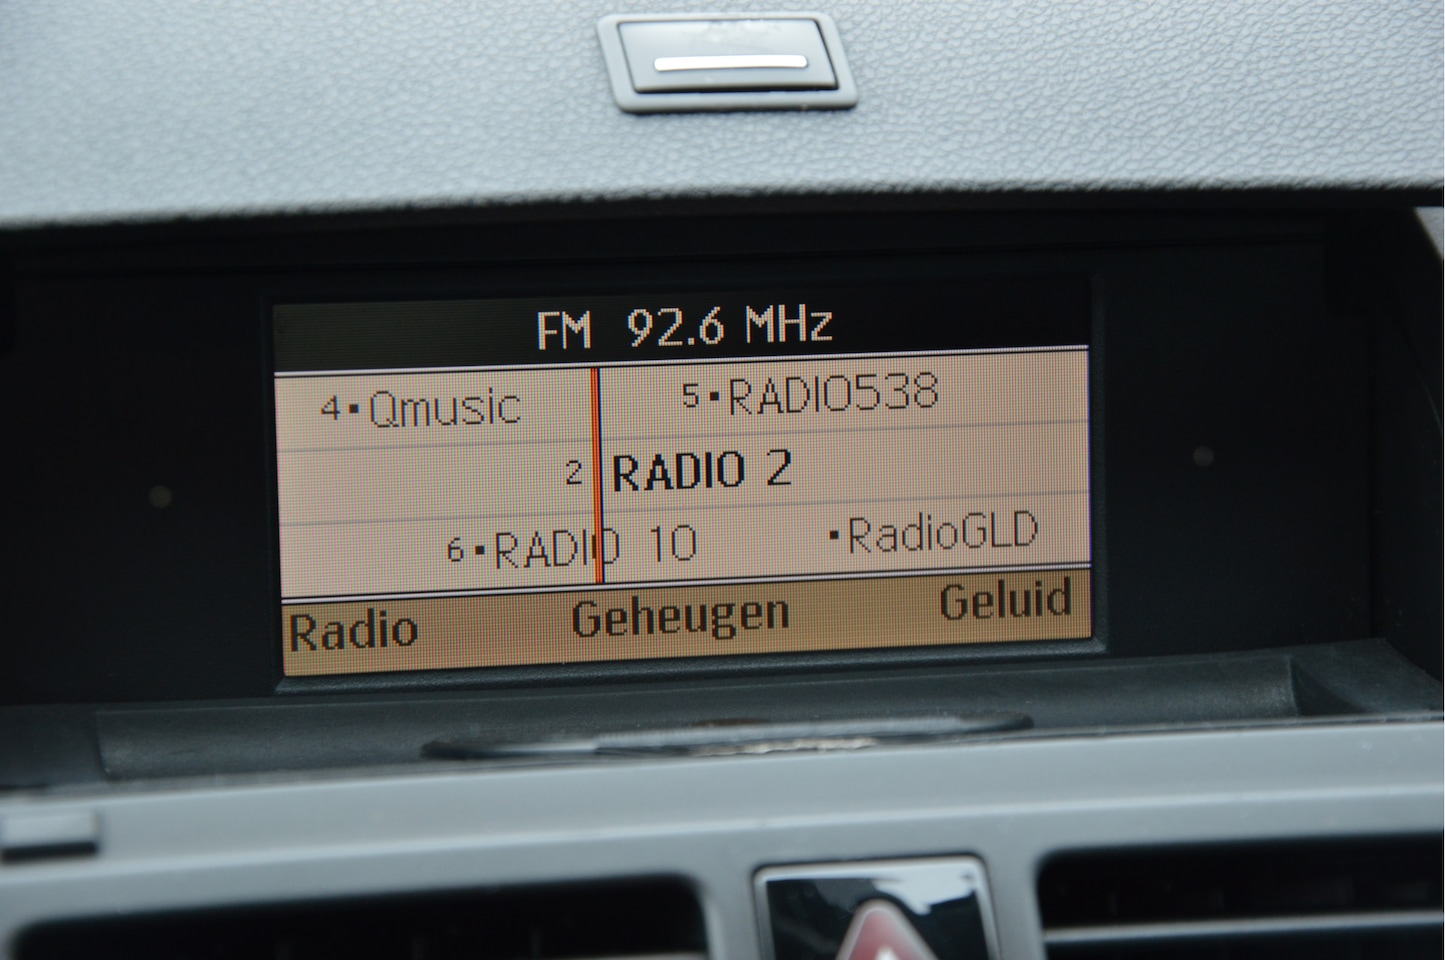 FM 92.6 MHz
4▪Qmusic 5▪RADIO538
2 RADIO 2
6▪RADIO 10 ▪RadioGLD
Radio Geheugen Geluid